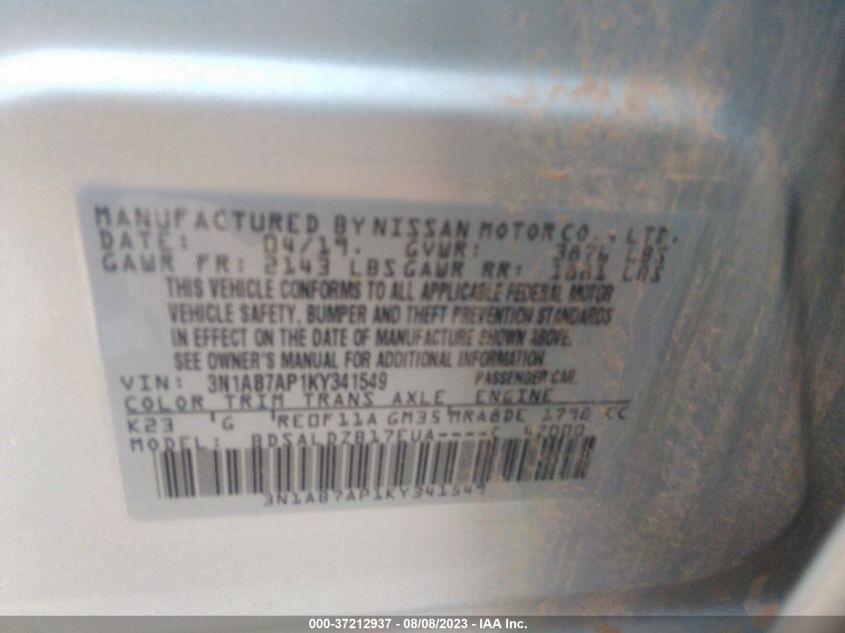 MANUFACTURED BY NISSAN MOTOR CO., LTD.
DATE: 04/19. GVWR: 3876 LBS
GAWR FR: 2143 LBS GAWR RR: 1881 LBS
THIS VEHICLE CONFORMS TO ALL APPLICABLE FEDERAL MOTOR
VEHICLE SAFETY, BUMPER AND THEFT PREVENTION STANDARDS
IN EFFECT ON THE DATE OF MANUFACTURE SHOWN ABOVE.
SEE OWNER'S MANUAL FOR ADDITIONAL INFORMATION.
VIN: 3N1AB7AP1KY341549 PASSENGER CAR.
COLOR TRIM TRANS AXLE ENGINE
K23 G RE0F11A GM35 MRA8DE 1798 CC
MODEL:
3N1AB7AP1KY341549
000-37212937 - 08/08/2023 - IAA Inc.